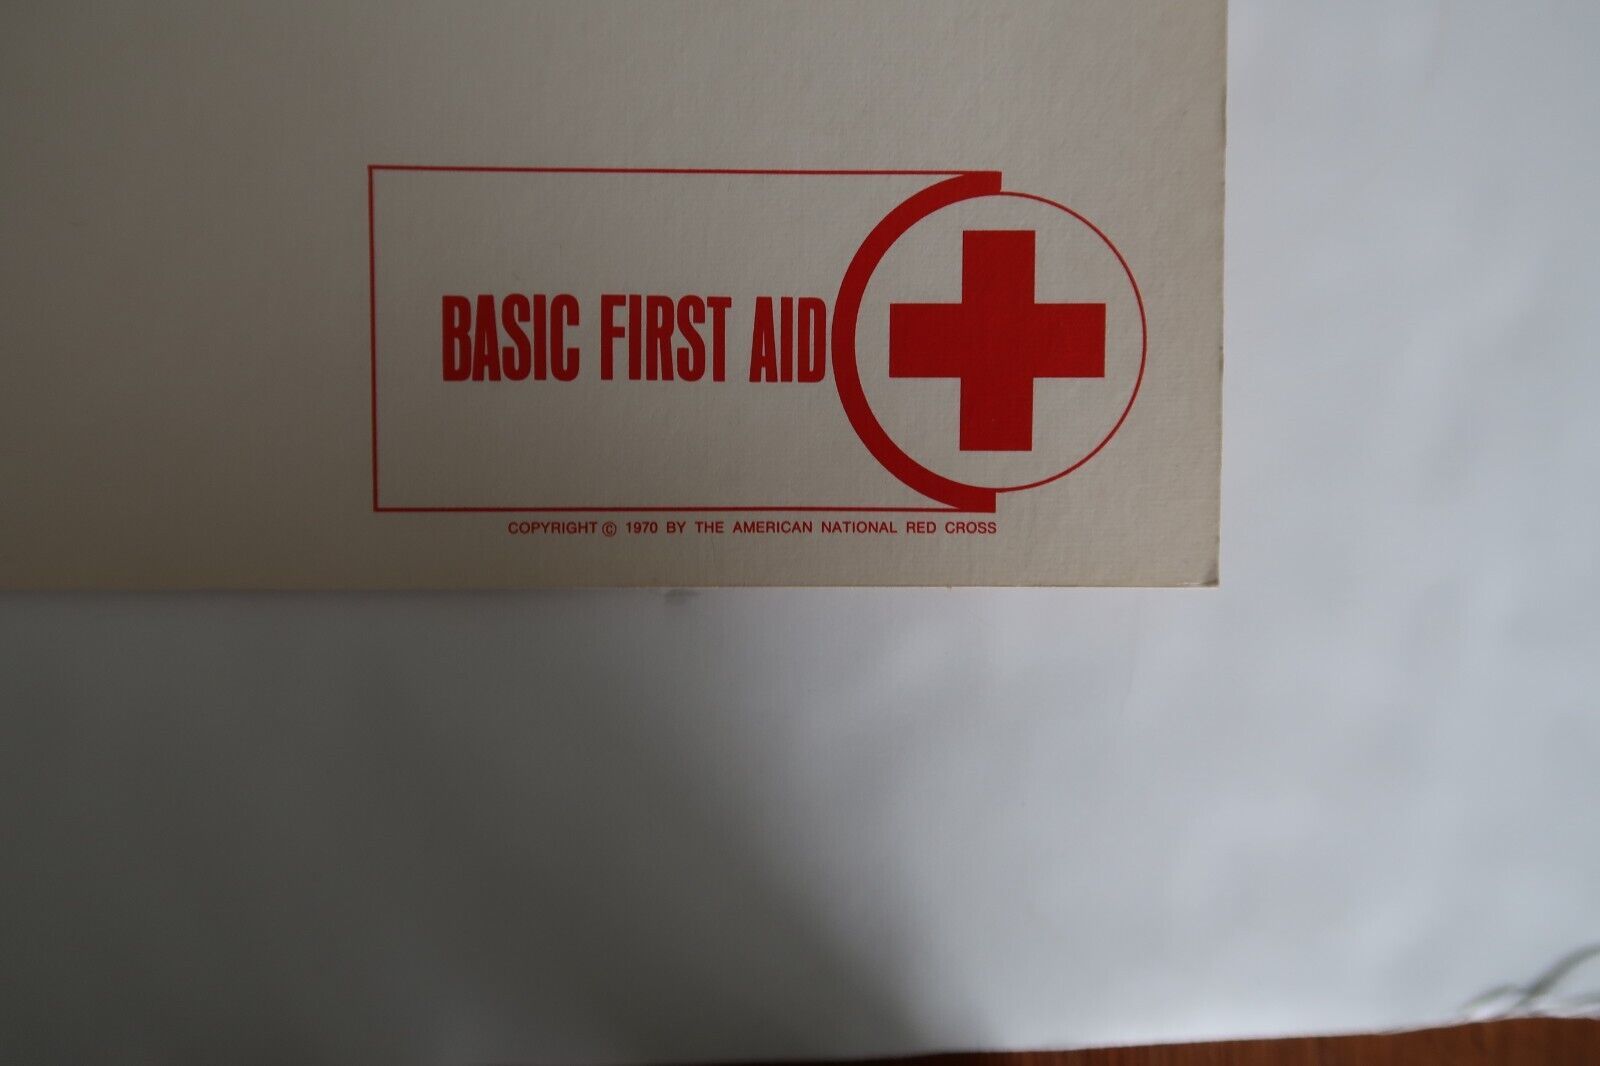 BASIC FIRST AID
COPYRIGHT © 1970 BY THE AMERICAN NATIONAL RED CROSS